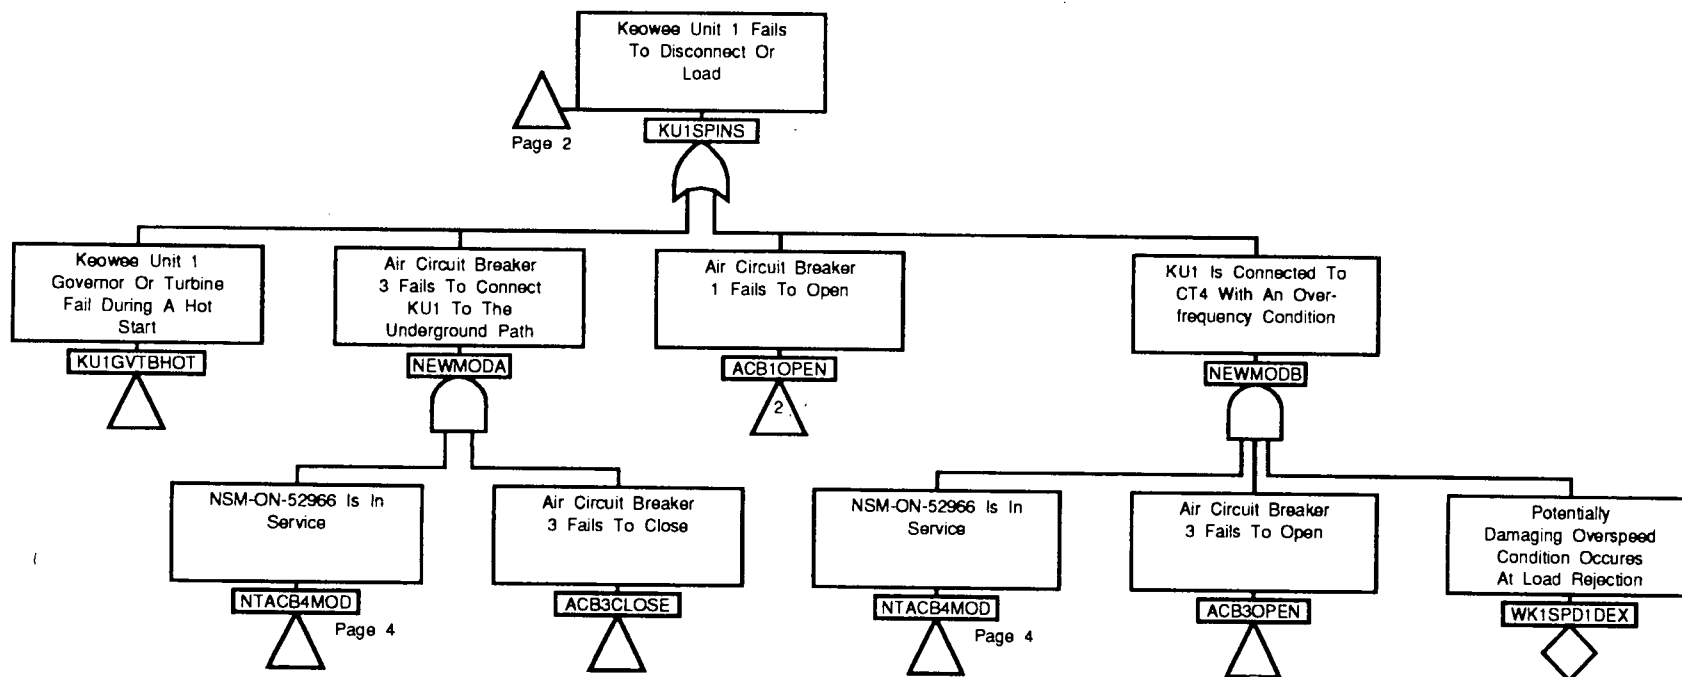 Keowee Unit 1 Fails
To Disconnect Or
Load
Page 2
KU1SPINS
Keowee Unit 1
Governor Or Turbine
Fail During A Hot
Start
KU1GVTBHOT
Air Circuit Breaker
3 Fails To Connect
KU1 To The
Underground Path
NEWMODA
Air Circuit Breaker
1 Fails To Open
ACB1OPEN
2
KU1 Is Connected To
CT4 With An Over-
frequency Condition
NEWMODB
NSM-ON-52966 Is In
Service
NTACB4MOD
Page 4
Air Circuit Breaker
3 Fails To Close
ACB3CLOSE
NSM-ON-52966 Is In
Service
NTACB4MOD
Page 4
Air Circuit Breaker
3 Fails To Open
ACB3OPEN
Potentially
Damaging Overspeed
Condition Occures
At Load Rejection
WK1SPD1DEX